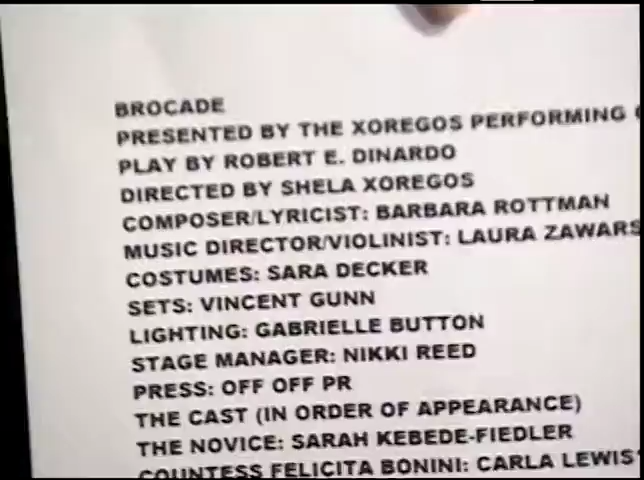 BROCADE
PRESENTED BY THE XOREGOS PERFORMING
PLAY BY ROBERT E. DINARDO
DIRECTED BY SHELA XOREGOS
COMPOSER/LYRICIST: BARBARA ROTTMAN
MUSIC DIRECTOR/VIOLINIST: LAURA ZAWARS
COSTUMES: SARA DECKER
SETS: VINCENT GUNN
LIGHTING: GABRIELLE BUTTON
STAGE MANAGER: NIKKI REED
PRESS: OFF OFF PR
THE CAST (IN ORDER OF APPEARANCE)
THE NOVICE: SARAH KEBEDE-FIEDLER
COUNTESS FELICITA BONINI: CARLA LEWIS